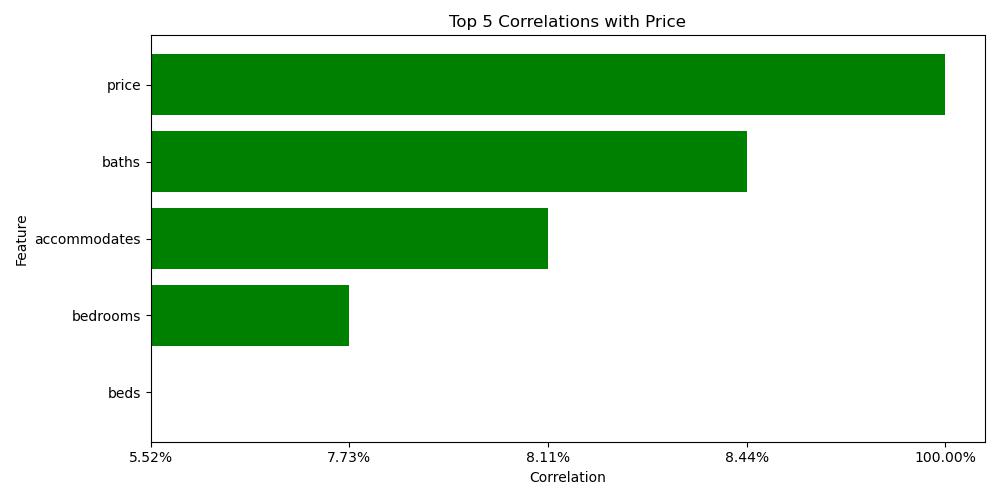 Top 5 Correlations with Price
price
baths
accommodates
bedrooms
beds
Feature
5.52% 7.73% 8.11% 8.44% 100.00%
Correlation